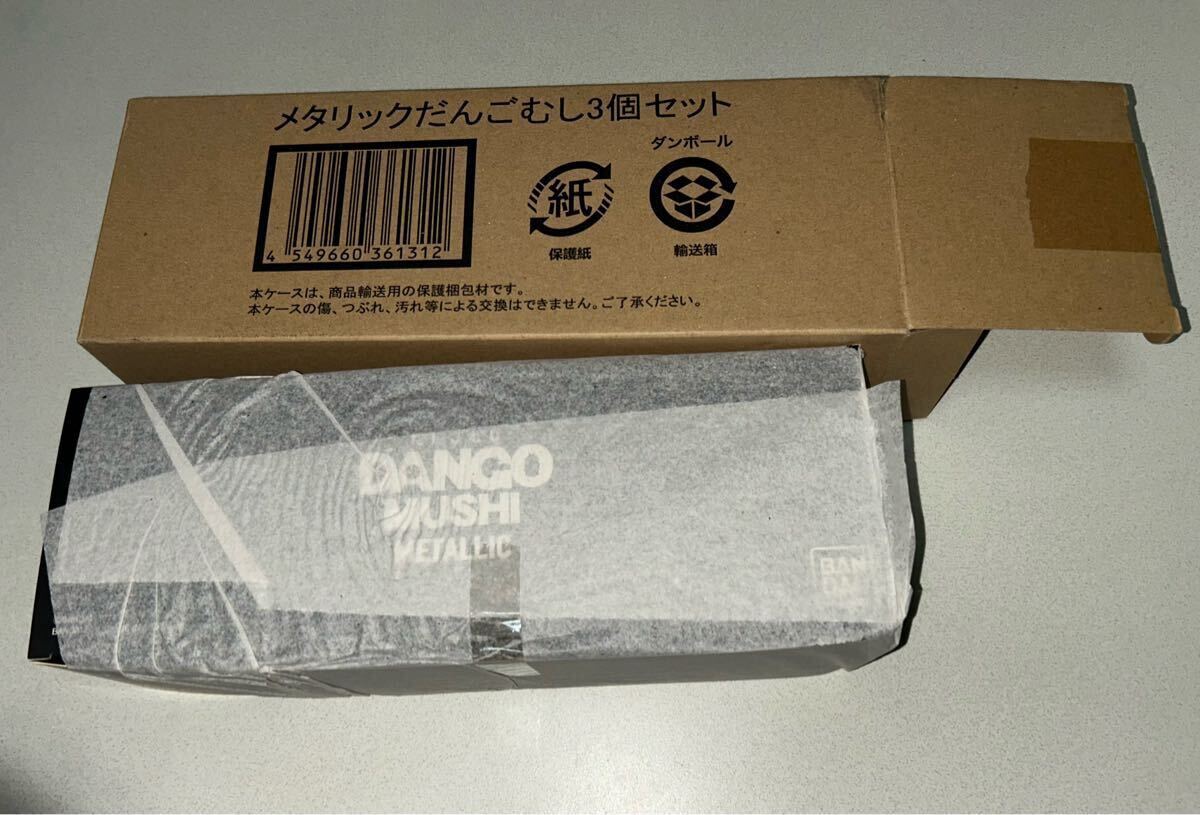 メタリックだんごむし3個セット
ダンボール
紙
4 549660 361312
保護紙
輸送箱
本ケースは、商品輸送用の保護梱包材です。
本ケースの傷、つぶれ、汚れ等による交換はできません。ご了承ください。
DANGO
MUSHI
METALLIC
BAN
DAI